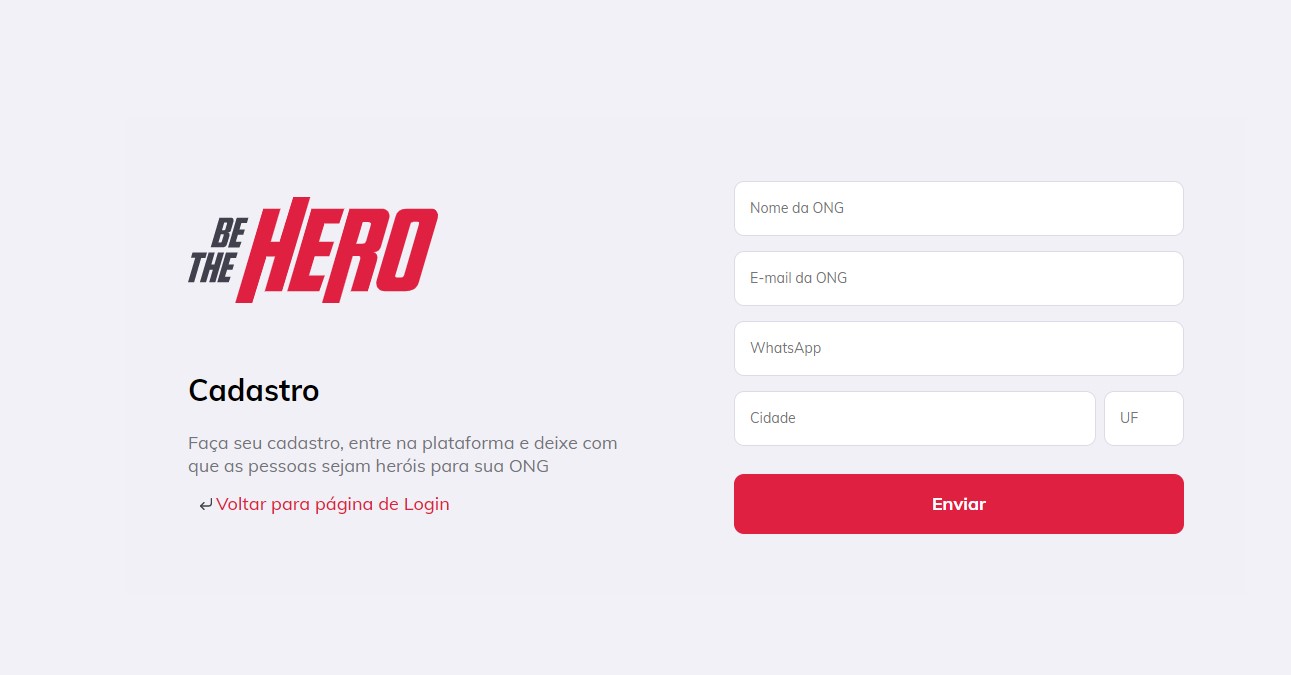 BE
THE
HERO
Cadastro
Faça seu cadastro, entre na plataforma e deixe com
que as pessoas sejam heróis para sua ONG
Voltar para página de Login
Nome da ONG
E-mail da ONG
WhatsApp
Cidade
UF
Enviar